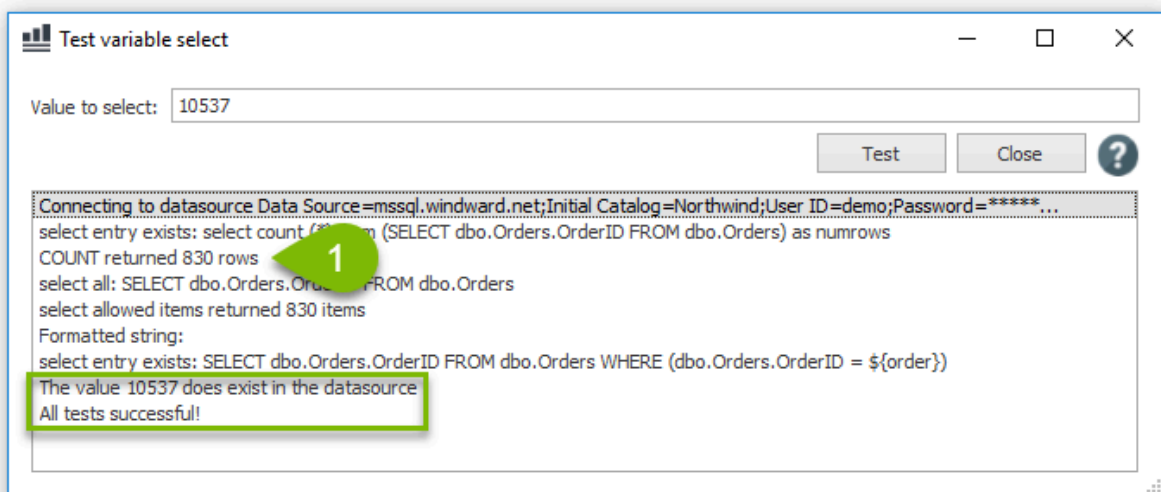 Test variable select
Value to select: 10537
Test Close ?
Connecting to datasource Data Source=mssql.windward.net;Initial Catalog=Northwind;User ID=demo;Password=*****...
select entry exists: select count (SELECT dbo.Orders.OrderID FROM dbo.Orders) as numrows
COUNT returned 830 rows
1
select all: SELECT dbo.Orders. FROM dbo.Orders
select allowed items returned 830 items
Formatted string:
select entry exists: SELECT dbo.Orders.OrderID FROM dbo.Orders WHERE (dbo.Orders.OrderID = ${order})
The value 10537 does exist in the datasource
All tests successful!